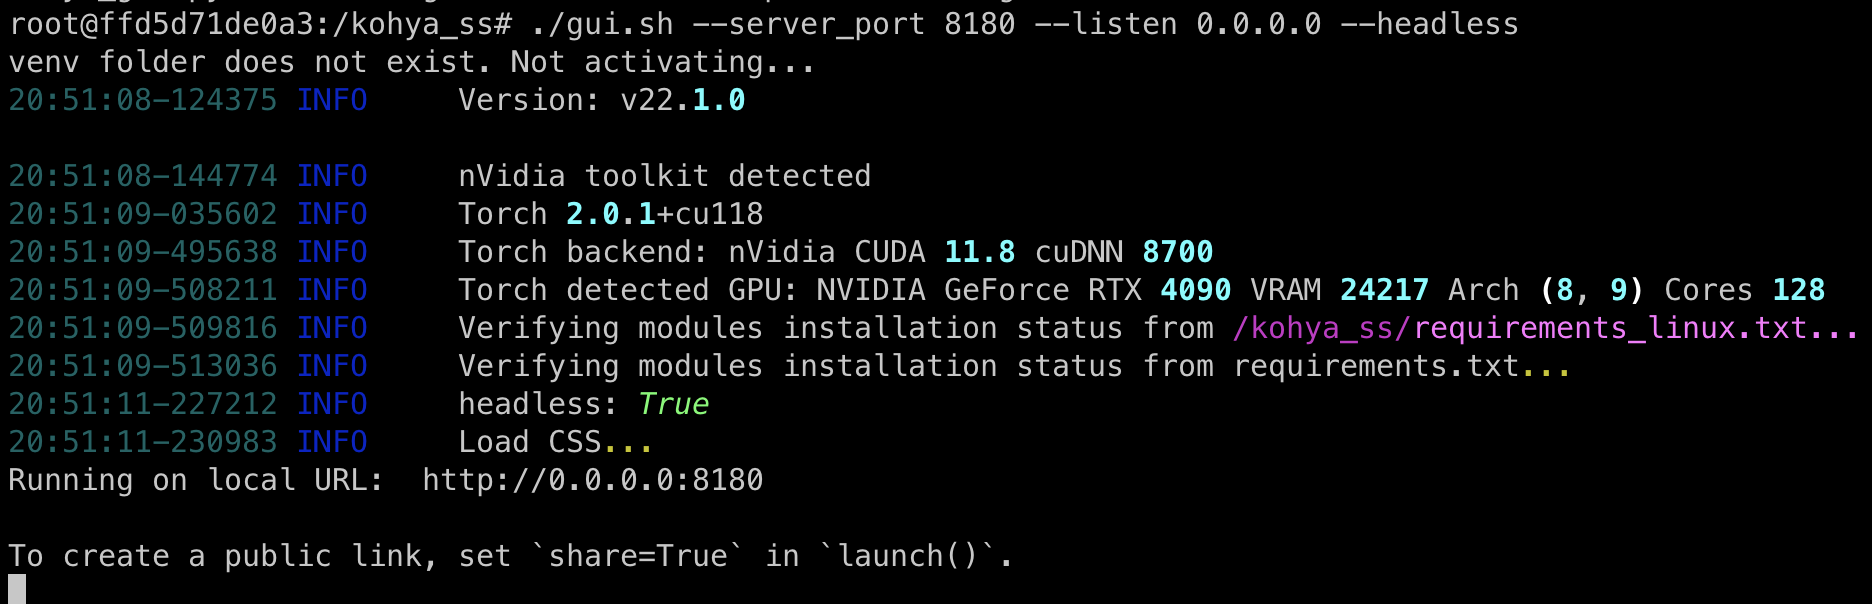 root@ffd5d71de0a3:/kohya_ss# ./gui.sh --server_port 8180 --listen 0.0.0.0 --headless
venv folder does not exist. Not activating...
20:51:08-124375 INFO     Version: v22.1.0
20:51:08-144774 INFO     nVidia toolkit detected
20:51:09-035602 INFO     Torch 2.0.1+cu118
20:51:09-495638 INFO     Torch backend: nVidia CUDA 11.8 cuDNN 8700
20:51:09-508211 INFO     Torch detected GPU: NVIDIA GeForce RTX 4090 VRAM 24217 Arch (8, 9) Cores 128
20:51:09-509816 INFO     Verifying modules installation status from /kohya_ss/requirements_linux.txt...
20:51:09-513036 INFO     Verifying modules installation status from requirements.txt...
20:51:11-227212 INFO     headless: True
20:51:11-230983 INFO     Load CSS...
Running on local URL:  http://0.0.0.0:8180
To create a public link, set `share=True` in `launch()`.